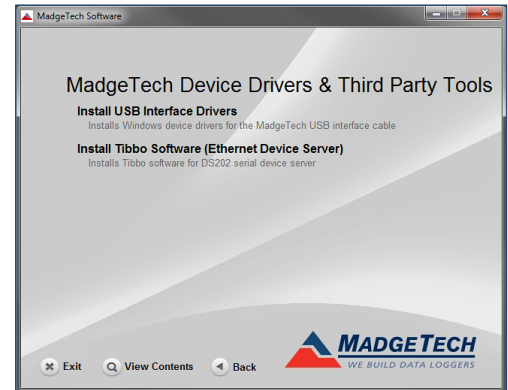 MadgeTech Software
MadgeTech Device Drivers & Third Party Tools
Install USB Interface Drivers
Installs Windows device drivers for the MadgeTech USB interface cable
Install Tibbo Software (Ethernet Device Server)
Installs Tibbo software for DS202 serial device server
Exit
View Contents
Back
MADGETECH
WE BUILD DATA LOGGERS